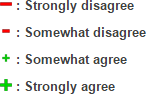 : Strongly disagree
: Somewhat disagree
: Somewhat agree
: Strongly agree